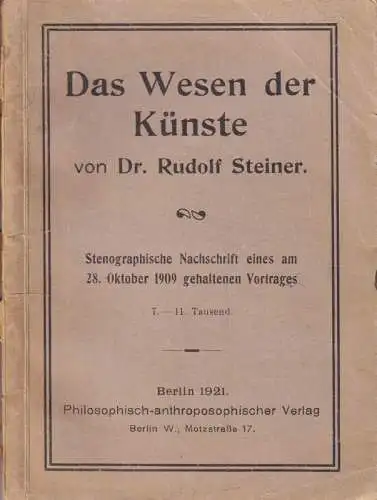 Das Wesen der
Künste
von Dr. Rudolf Steiner.
Stenographische Nachschrift eines am
28. Oktober 1909 gehaltenen Vortrages
7.—11. Tausend
Berlin 1921.
Philosophisch-anthroposophischer Verlag
Berlin W., Motzstraße 17.